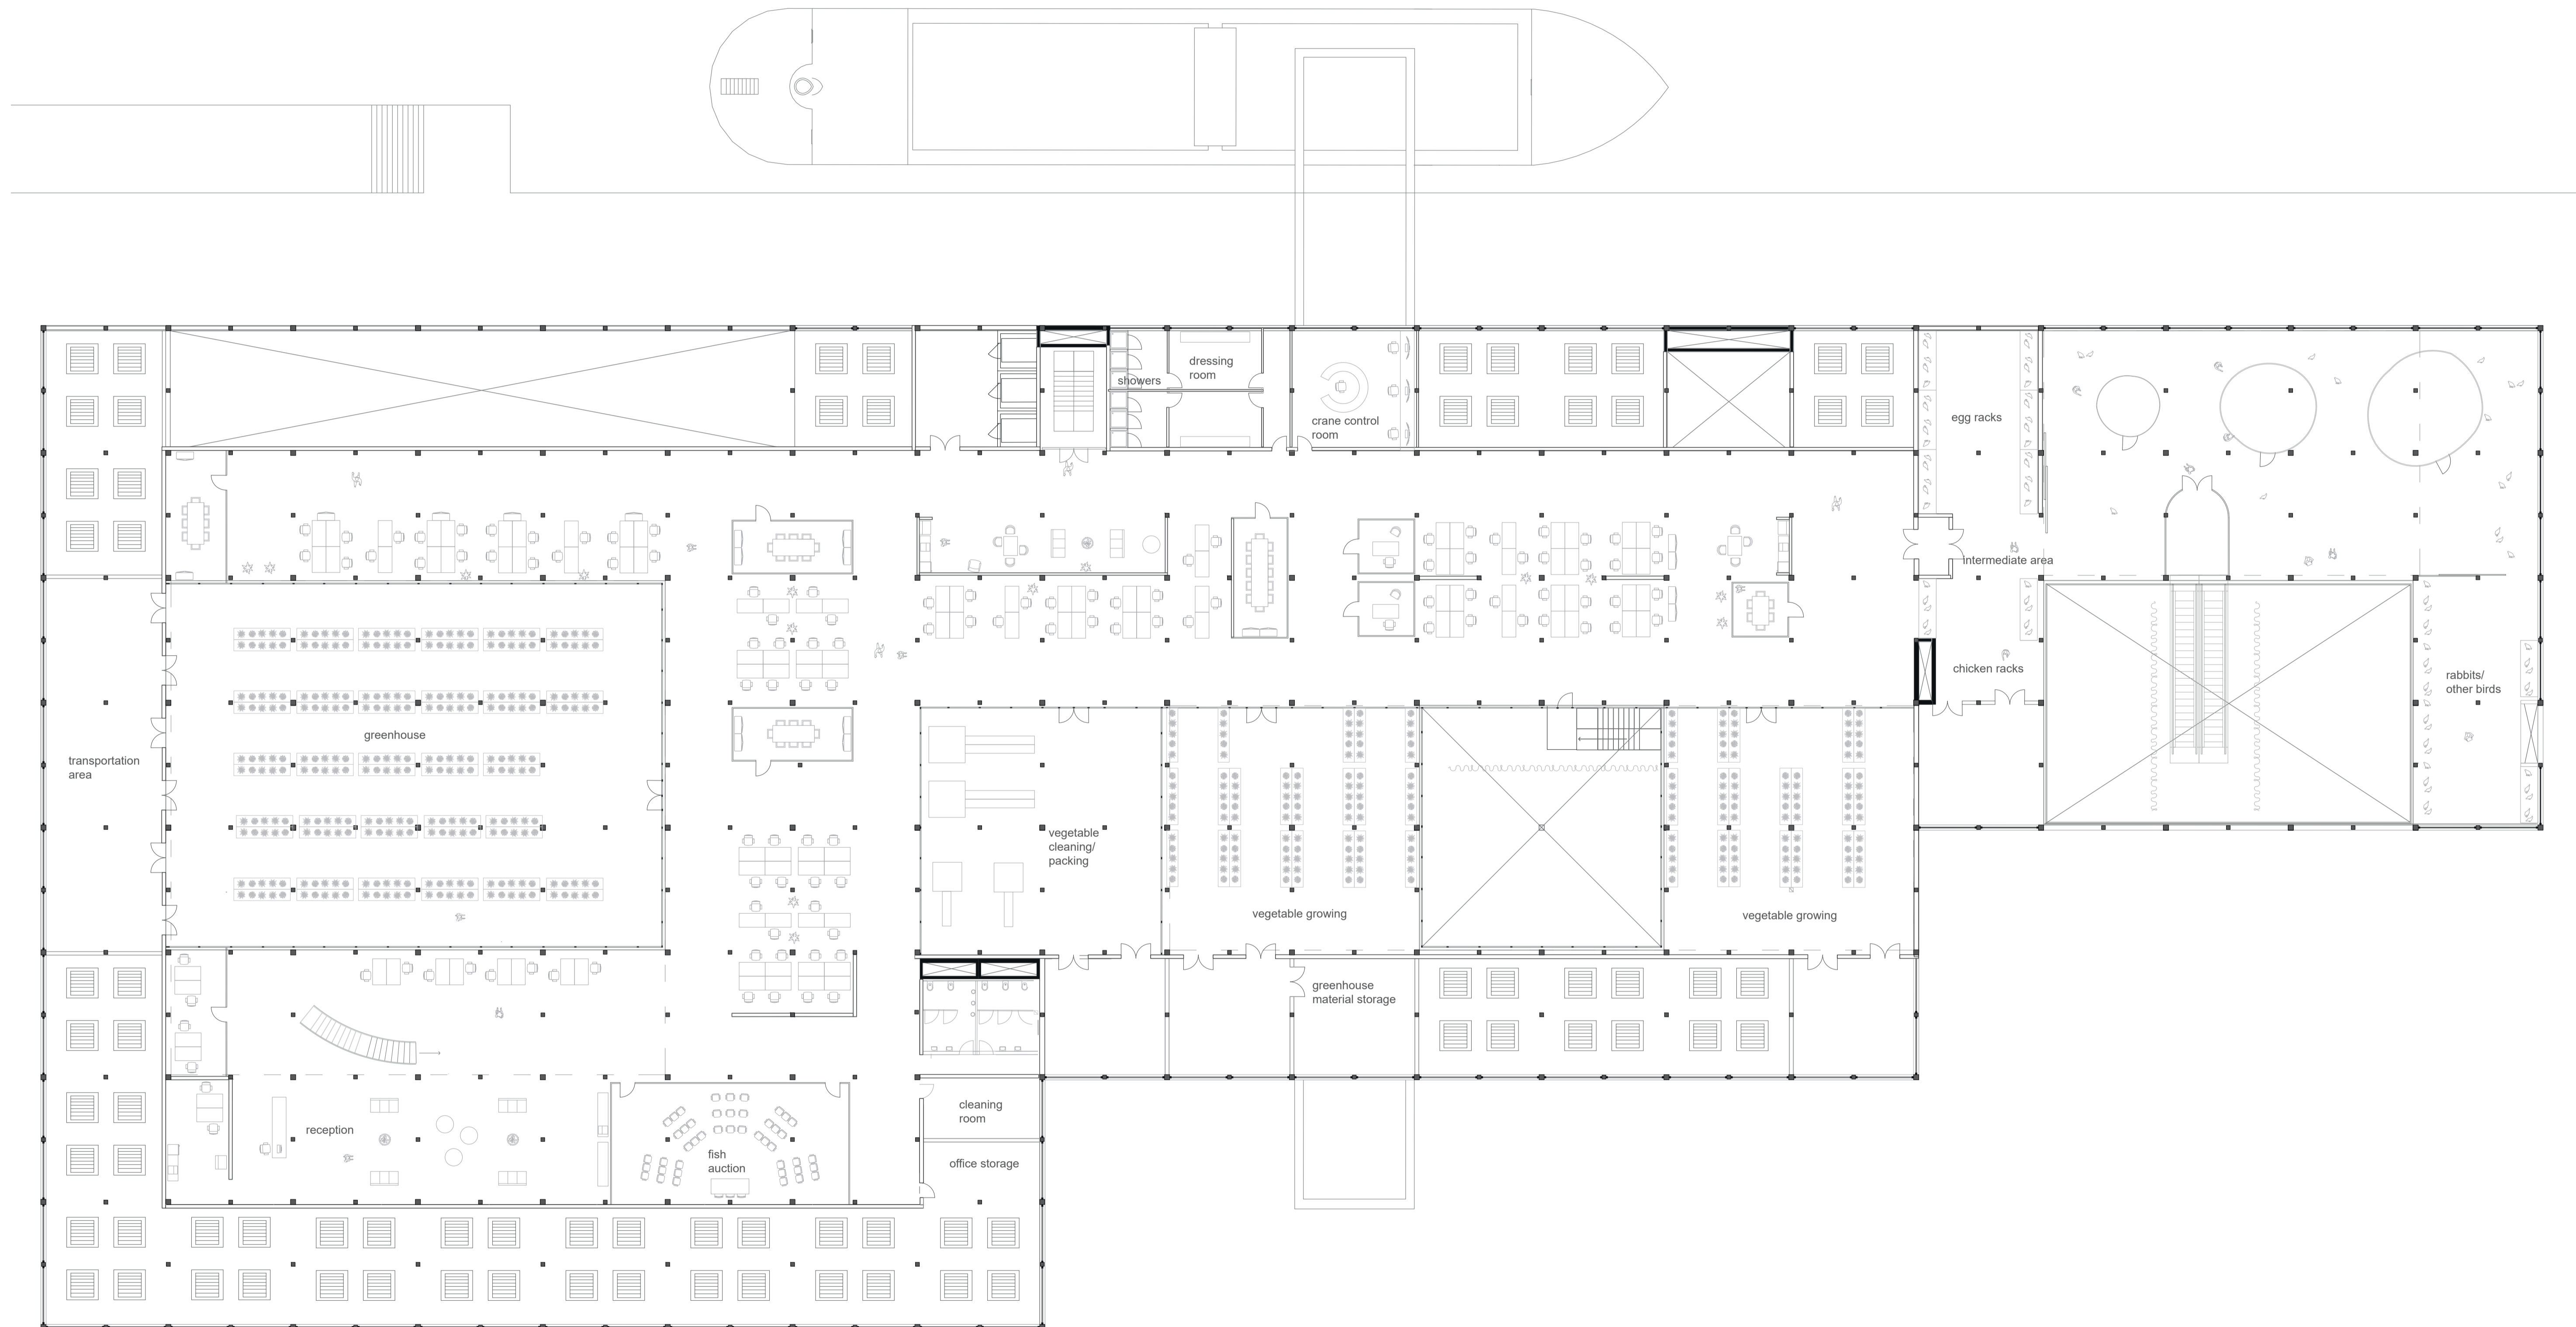 dressing
room
showers
crane control
room
egg racks
intermediate area
chicken racks
rabbits/
other birds
greenhouse
transportation
area
vegetable
cleaning/
packing
vegetable growing
vegetable growing
greenhouse
material storage
cleaning
room
reception
fish
auction
office storage